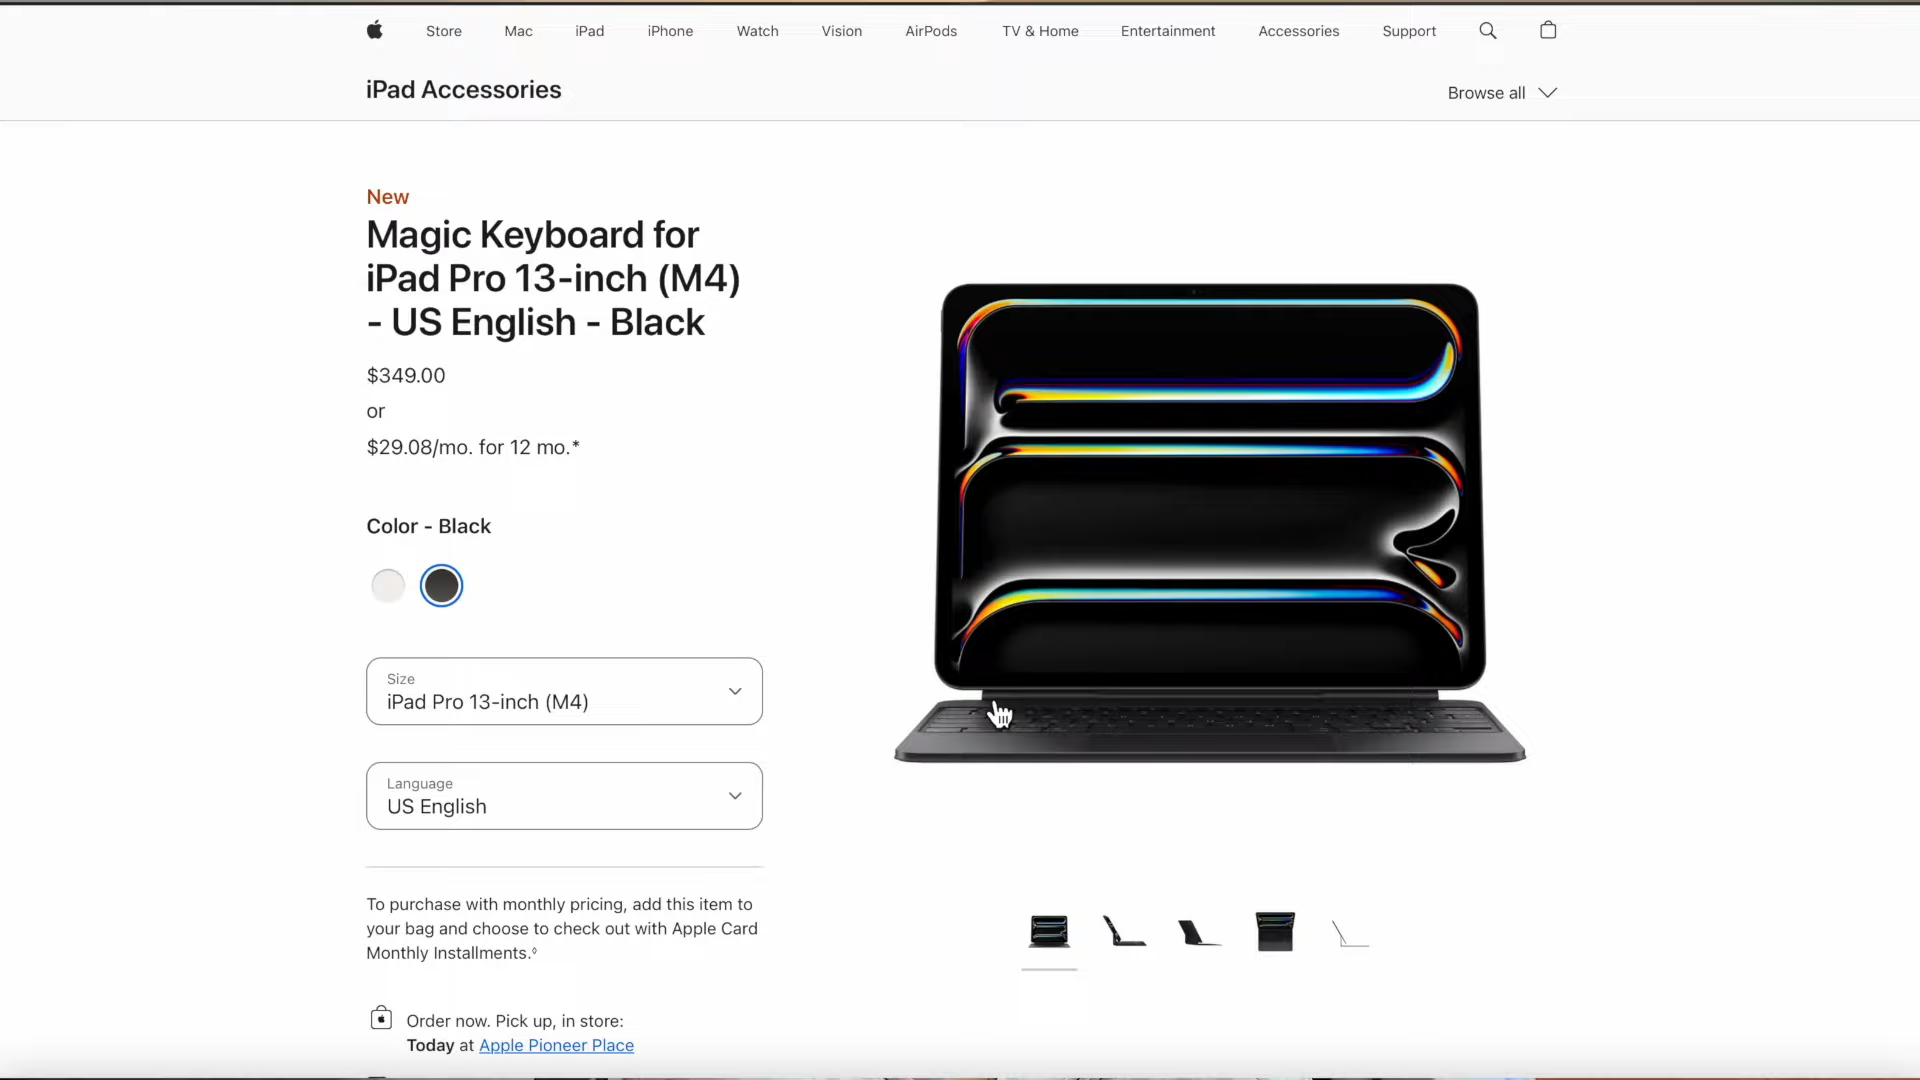 Store Mac iPad iPhone Watch Vision AirPods TV & Home Entertainment Accessories Support
iPad Accessories
Browse all
New
Magic Keyboard for
iPad Pro 13-inch (M4)
- US English - Black
$349.00
or
$29.08/mo. for 12 mo.*
Color - Black
Size
iPad Pro 13-inch (M4)
Language
US English
To purchase with monthly pricing, add this item to
your bag and choose to check out with Apple Card
Monthly Installments.◊
Order now. Pick up, in store:
Today at Apple Pioneer Place